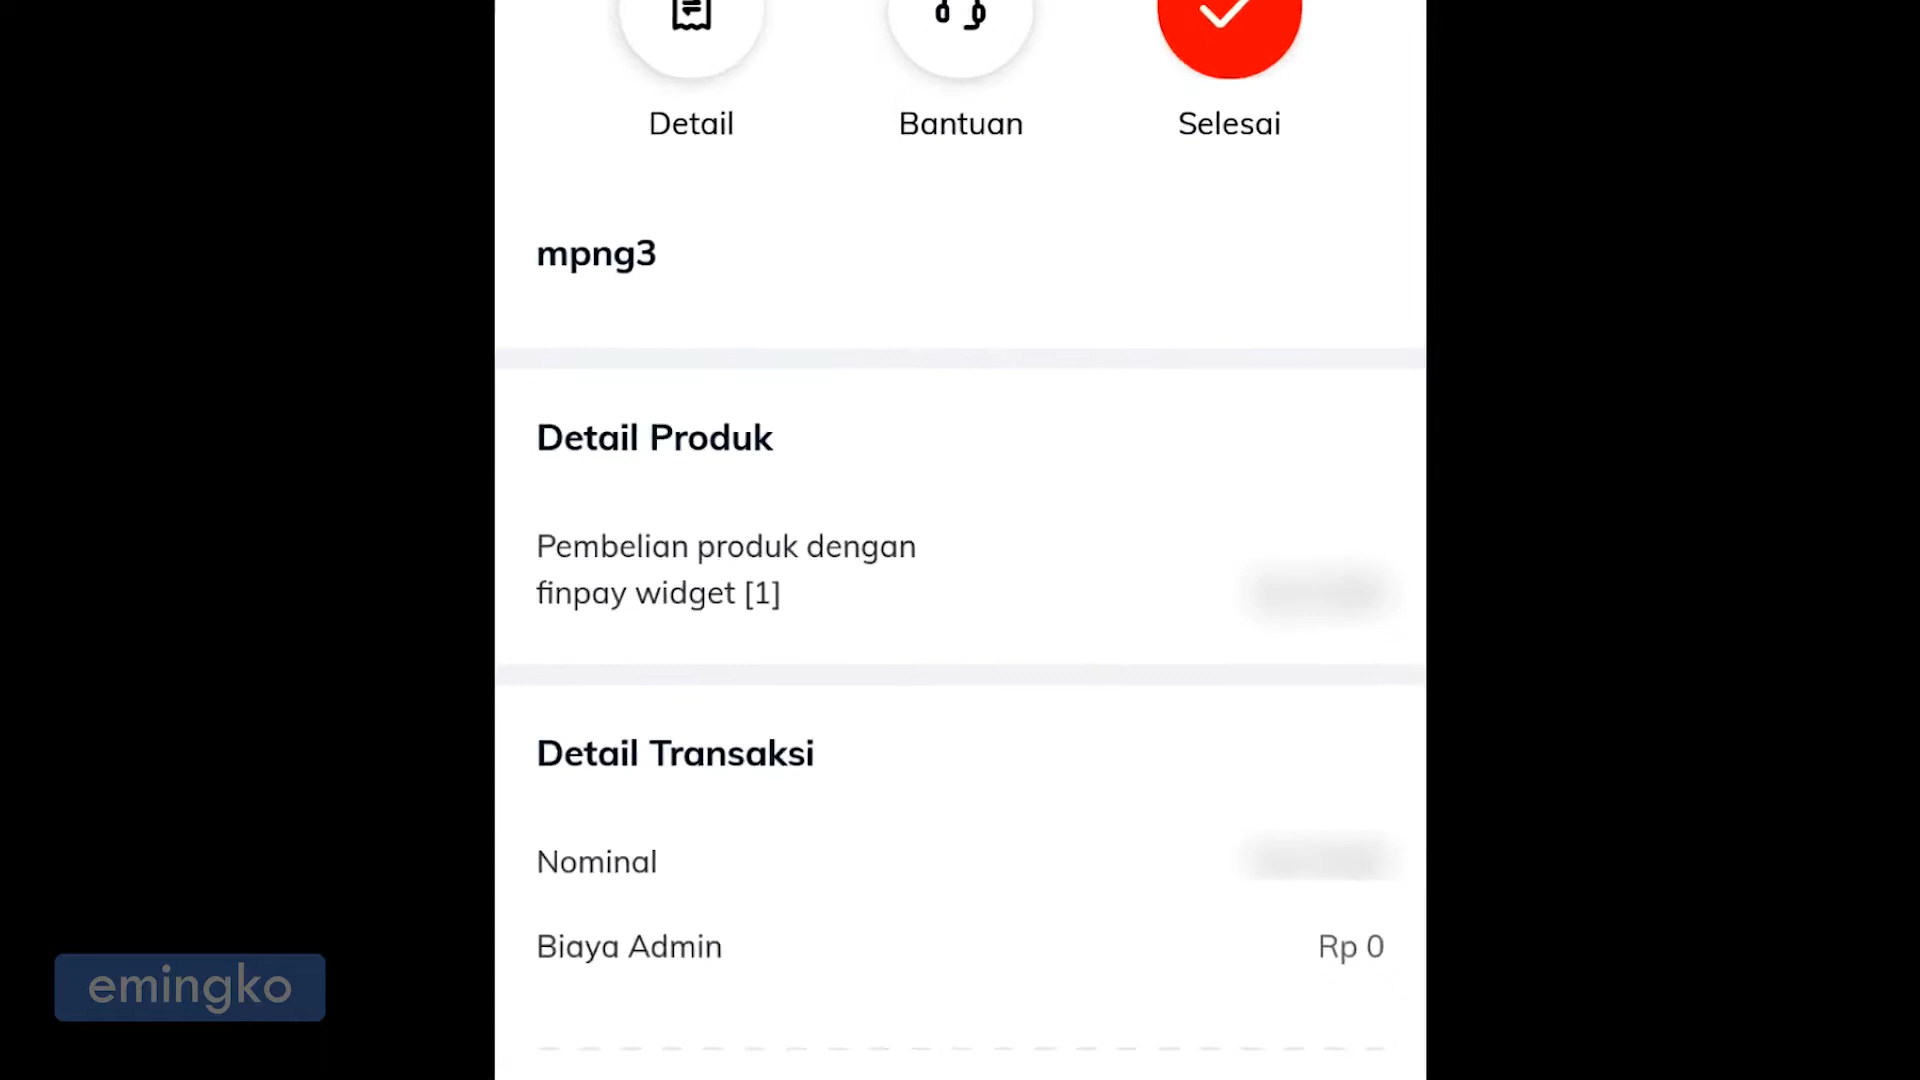 Detail
Bantuan
Selesai
mpng3
Detail Produk
Pembelian produk dengan
finpay widget [1]
Detail Transaksi
Nominal
Biaya Admin
Rp 0
emingko